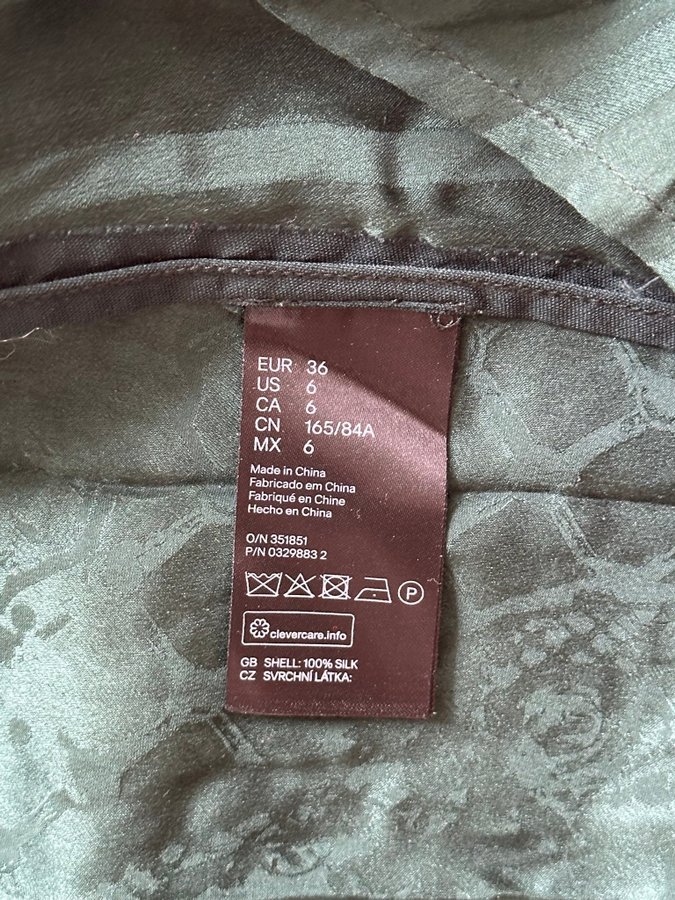 EUR 36
US 6
CA 6
CN 165/84A
MX 6
Made in China
Fabricado em China
Fabriqué en Chine
Hecho en China
O/N 351851
P/N 0329883 2
P
clevercare.info
GB SHELL: 100% SILK
CZ SVRCHNÍ LÁTKA: